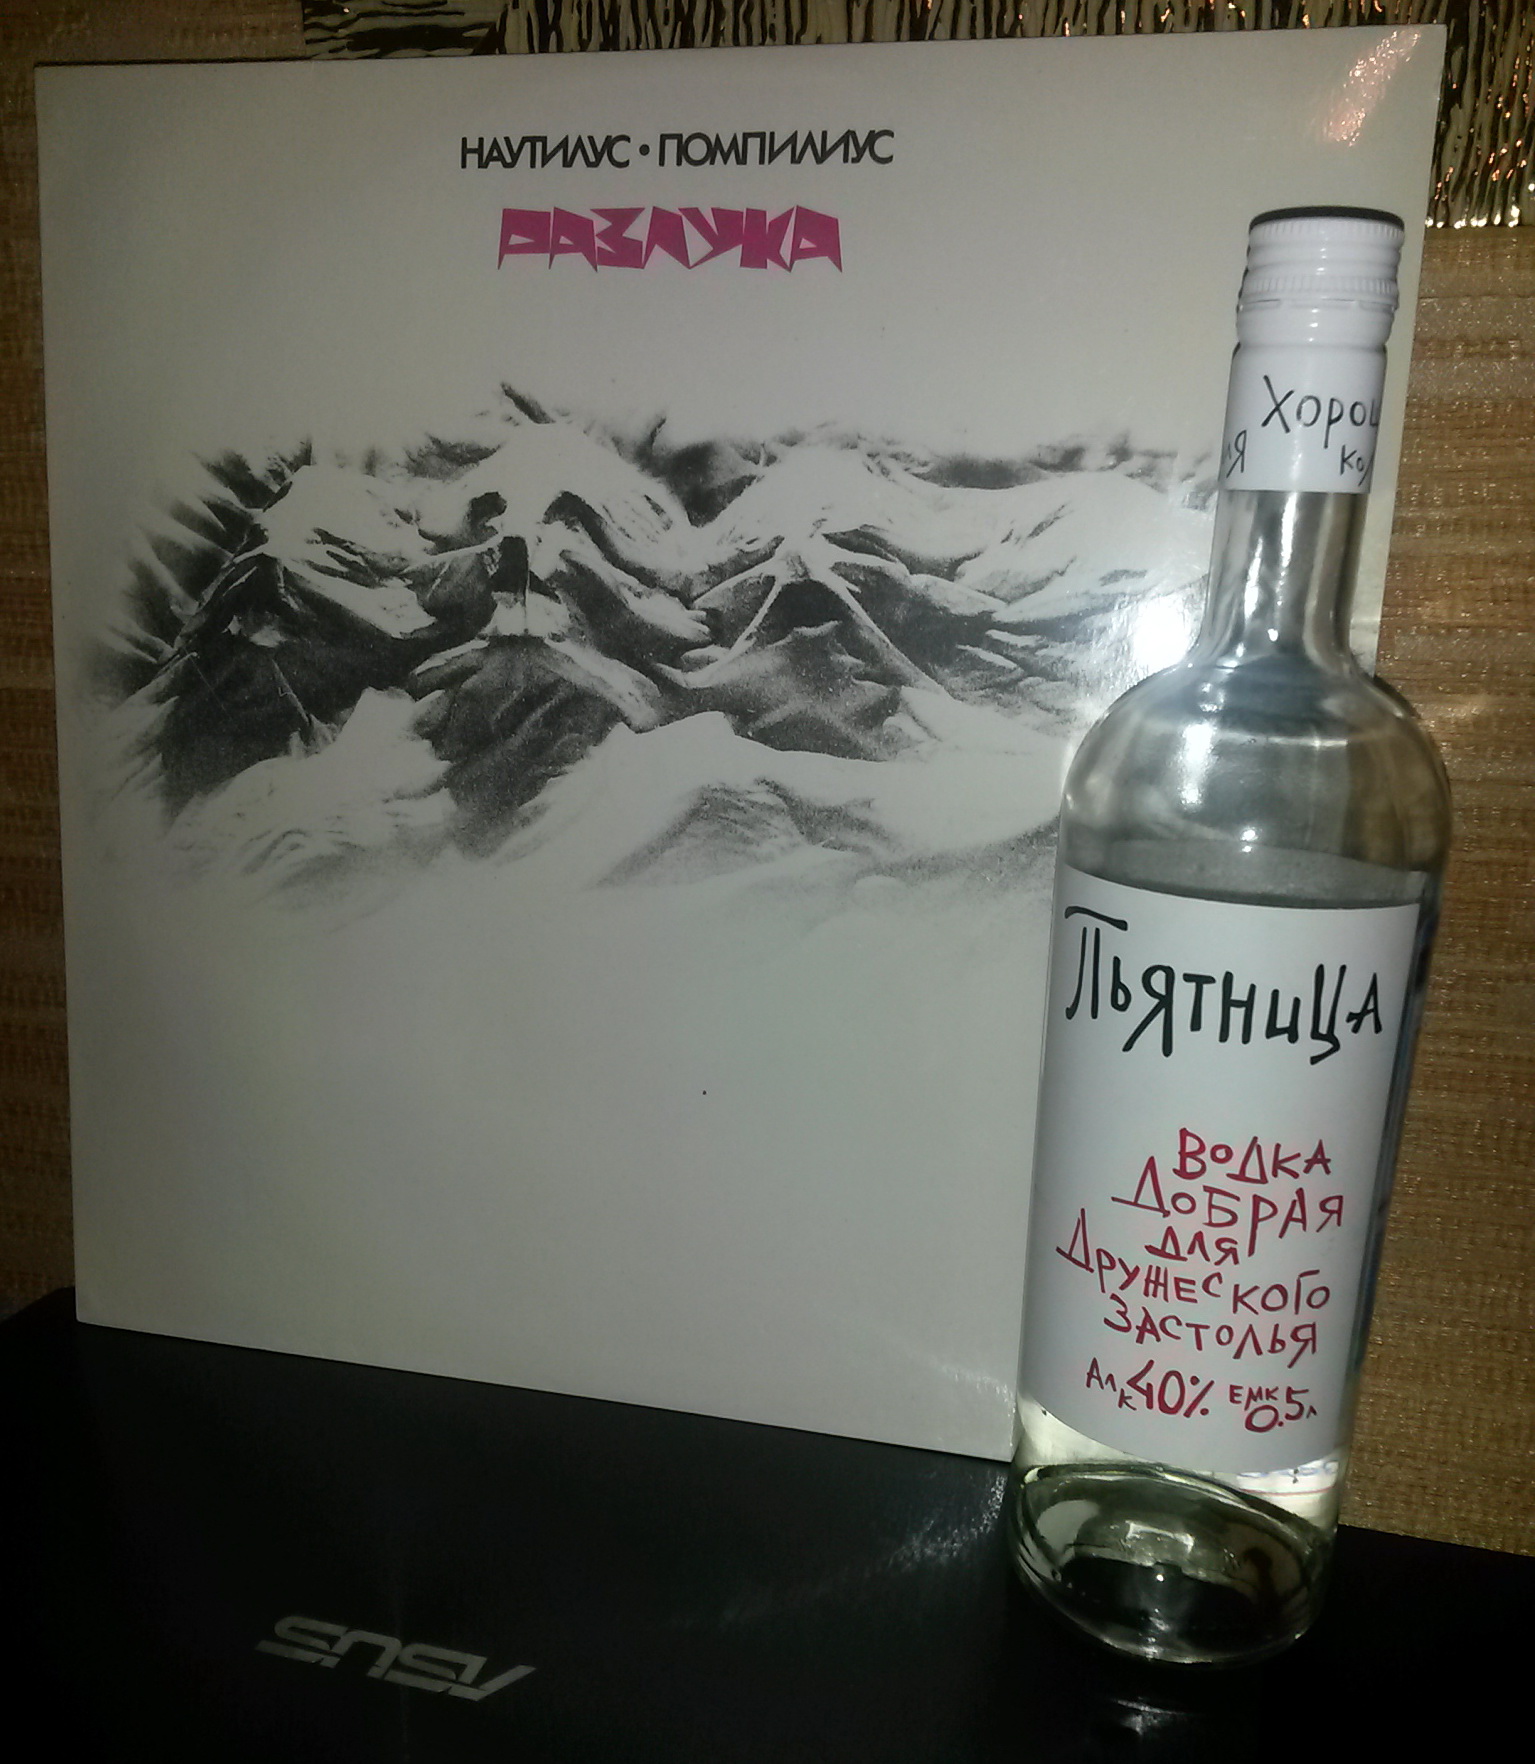 НАУТИЛУС • ПОМПИЛИУС
РАЗЛУКА
ПЬЯТНИЦА
ВОДКА
ДОБРАЯ
ДЛЯ
ДРУЖЕСКОГО
ЗАСТОЛЬЯ
Алк 40% ЕМК 0.5л
ASUS